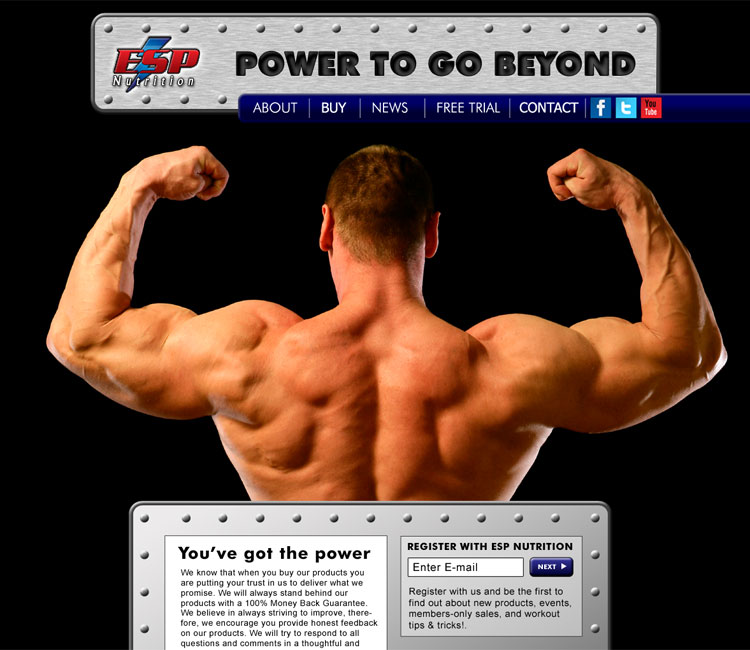 ESP
Nutrition
POWER TO GO BEYOND
ABOUT | BUY | NEWS | FREE TRIAL | CONTACT | f t You Tube
You've got the power
We know that when you buy our products you
are putting your trust in us to deliver what we
promise. We will always stand behind our
products with a 100% Money Back Guarantee.
We believe in always striving to improve, there-
fore, we encourage you provide honest feedback
on our products. We will try to respond to all
questions and comments in a thoughtful and
REGISTER WITH ESP NUTRITION
Enter E-mail NEXT
Register with us and be the first to
find out about new products, events,
members-only sales, and workout
tips & tricks!.